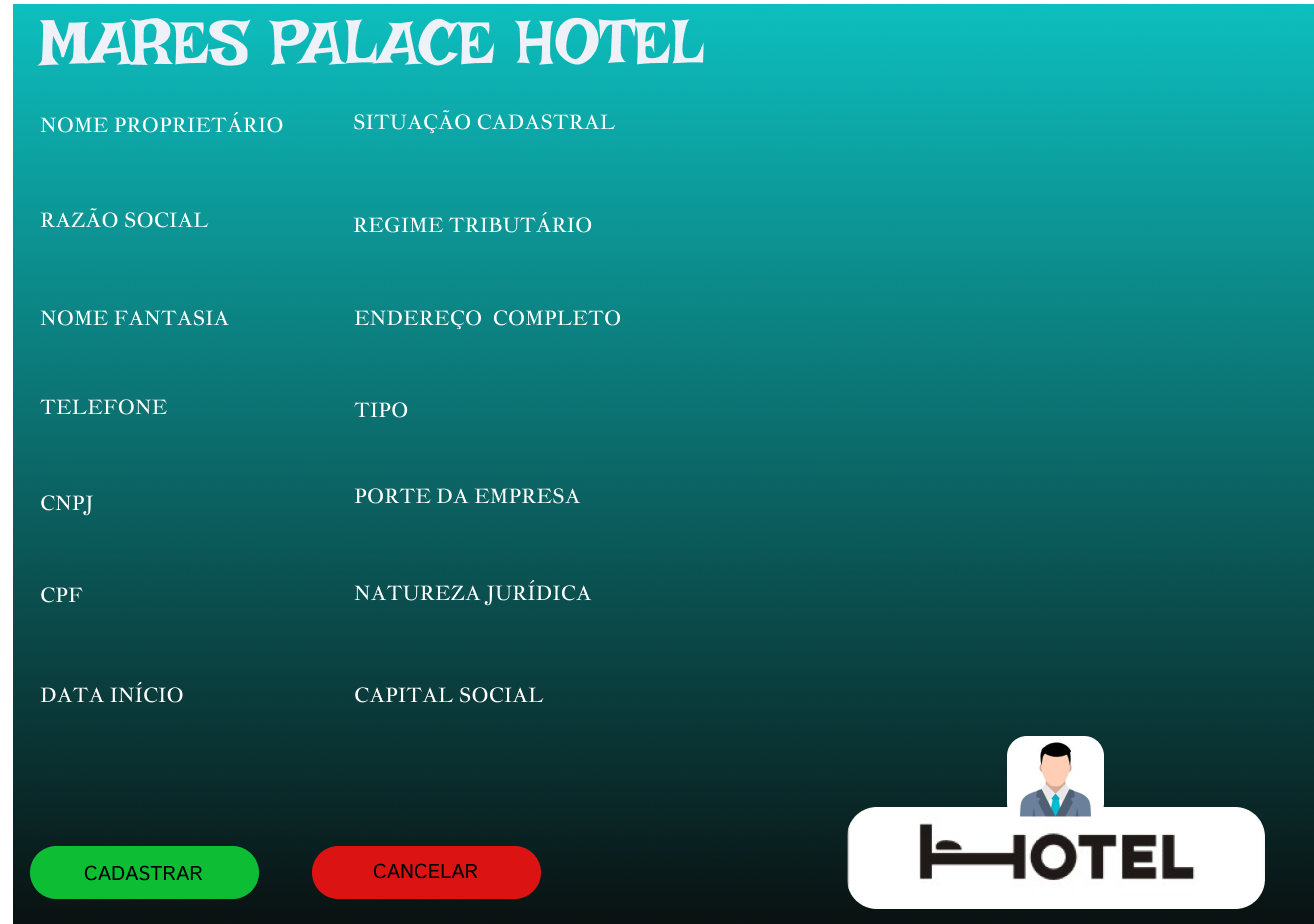 MARES PALACE HOTEL
NOME PROPRIETÁRIO
SITUAÇÃO CADASTRAL
RAZÃO SOCIAL
REGIME TRIBUTÁRIO
NOME FANTASIA
ENDEREÇO COMPLETO
TELEFONE
TIPO
CNPJ
PORTE DA EMPRESA
CPF
NATUREZA JURÍDICA
DATA INÍCIO
CAPITAL SOCIAL
CADASTRAR
CANCELAR
HOTEL